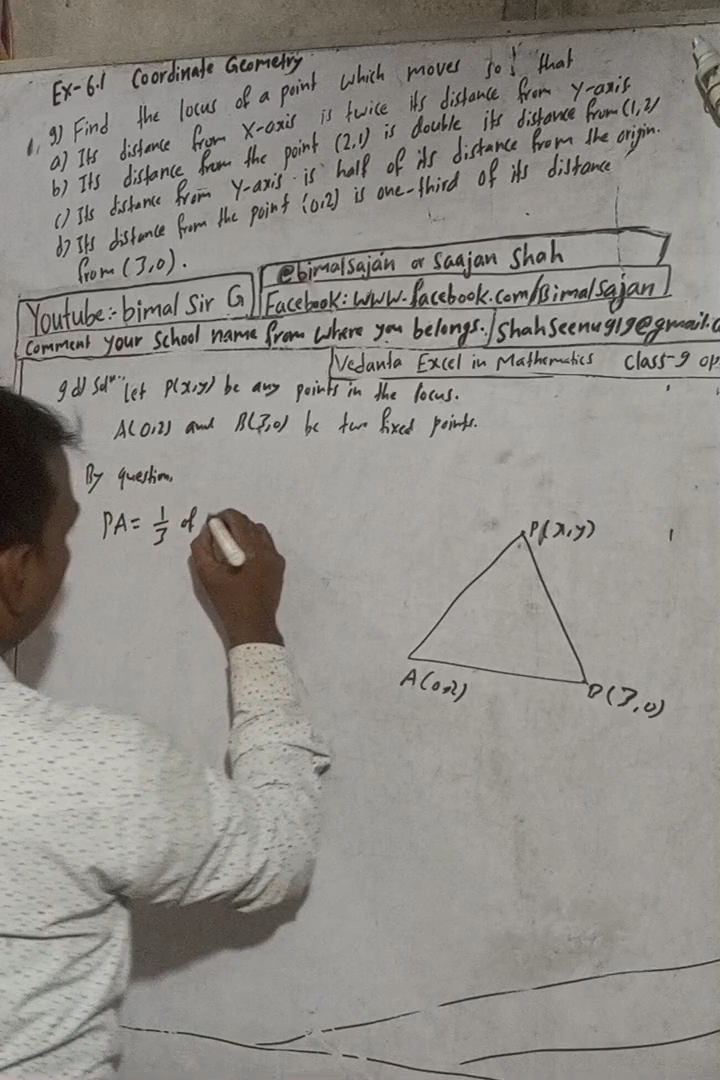 Ex-6.1 Coordinate Geometry
1. g) Find the locus of a point which moves so that
a) Its distance from X-axis is twice its distance from Y-axis
b) Its distance from the point (2,1) is double its distance from (1,2)
c) Its distance from Y-axis is half of its distance from the origin.
d) Its distance from the point (0,2) is one-third of its distance
from (3,0).
@bimalsajan or Saajan Shah
Youtube:- bimal Sir G
Facebook: WWW.facebook.com/BimalSajan
Comment your School name from where you belongs./Shahseenu919@gmail.c
Vedanta Excel in Mathematics Class-9 op
g d) Solⁿ: let P(x,y) be any points in the locus.
A(0,2) and B(3,0) be two fixed points.
By question,
PA = 1/3 of
P(x,y)
A(0,2)
B(3,0)